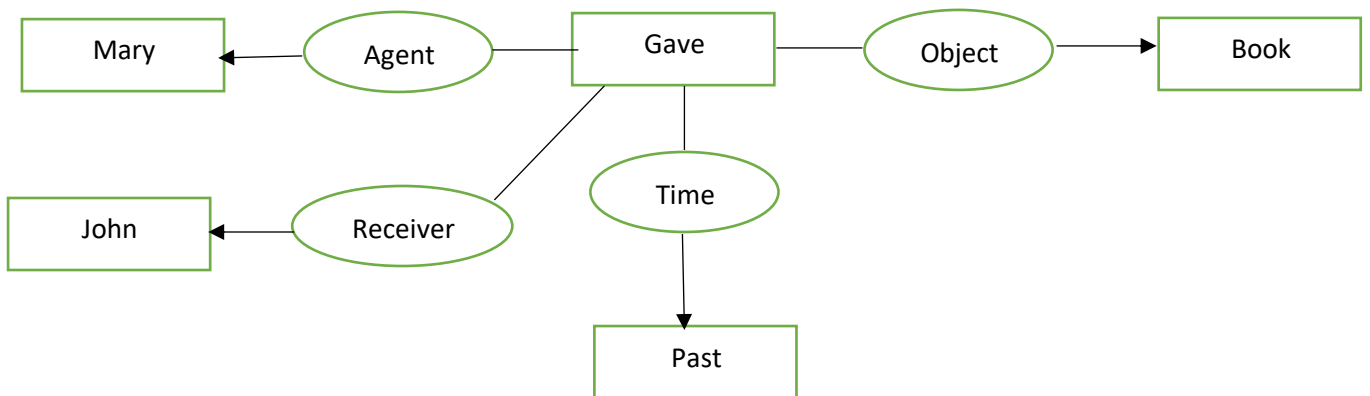 Mary
Agent
Gave
Object
Book
John
Receiver
Time
Past